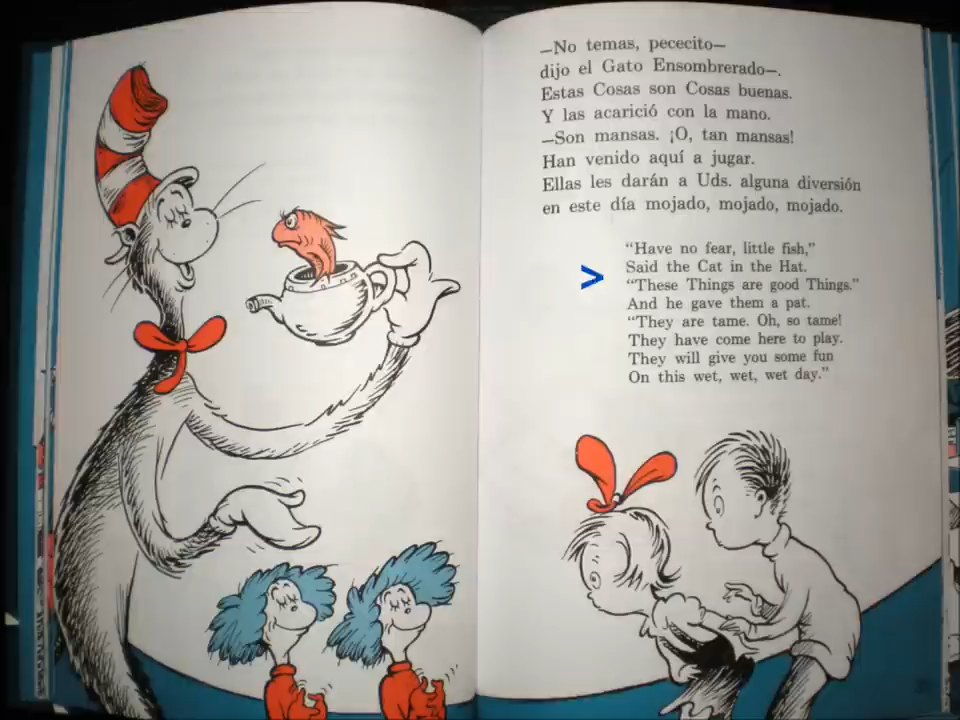 —No temas, pececito—
dijo el Gato Ensombrerado—.
Estas Cosas son Cosas buenas.
Y las acarició con la mano.
—Son mansas. ¡O, tan mansas!
Han venido aquí a jugar.
Ellas les darán a Uds. alguna diversión
en este día mojado, mojado, mojado.
“Have no fear, little fish,”
Said the Cat in the Hat.
>
“These Things are good Things.”
And he gave them a pat.
“They are tame. Oh, so tame!
They have come here to play.
They will give you some fun
On this wet, wet, wet day.”